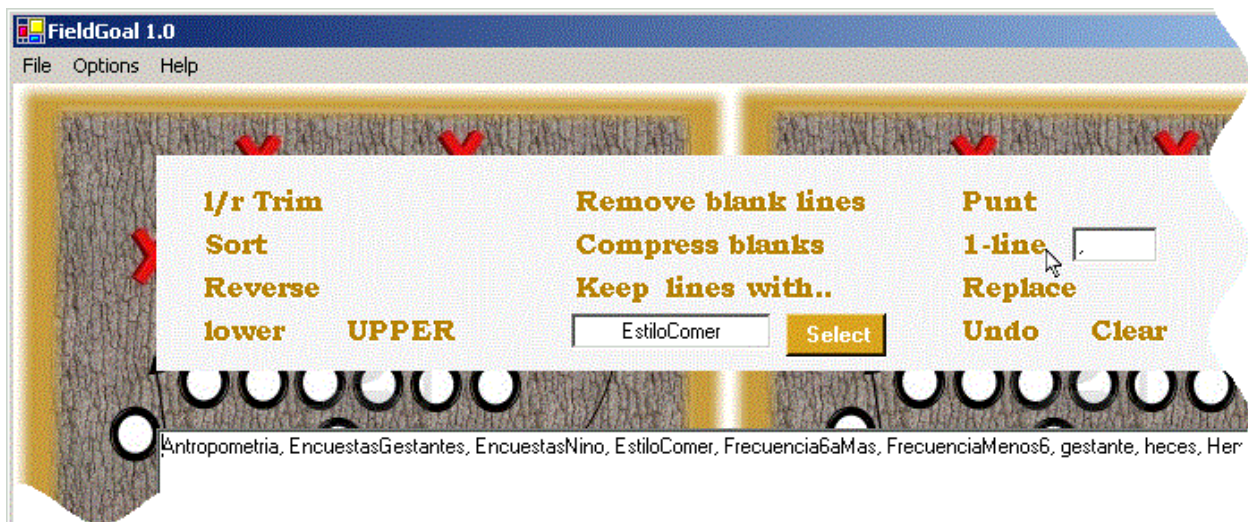 FieldGoal 1.0
File Options Help
l/r Trim Remove blank lines Punt
Sort Compress blanks 1-line ,
Reverse Keep lines with.. Replace
lower UPPER EstiloComer Select Undo Clear
Antropometria, EncuestasGestantes, EncuestasNino, EstiloComer, Frecuencia6aMas, FrecuenciaMenos6, gestante, heces,